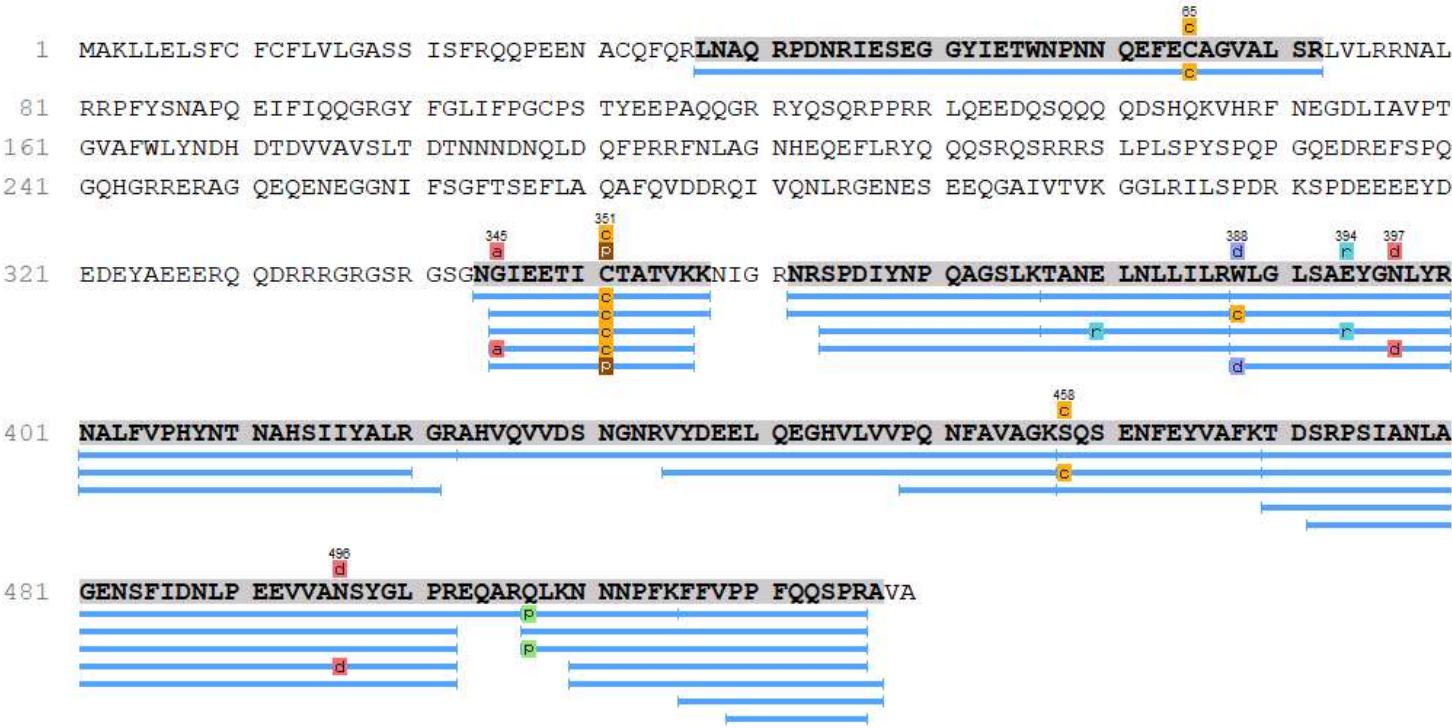 65
c
1 MAKLLELSFC FCFLVLGASS ISFRQQPEEN ACQFQRLNAQ RPDNRIESEG GYIETWNPNN QEFECAGVAL SRLVLRRNAL
c
81 RRPFYSNAPQ EIFIQQGRGY FGLIFPGCPS TYEEPAQQGR RYQSQRPPRR LQEEDQSQQQ QDSHQKVHRF NEGDLIAVPT
161 GVAFWLYNDH DTDVVAVSLT DTNNNDNQLD QFPRRFNLAG NHEQEFLRYQ QQSRQSRRRS LPLSPYSPQP GQEDREFSPQ
241 GQHGRRERAG QEQENEGGNI FSGFTSEFLA QAFQVDDRQI VQNLRGENES EEQGAIVTVK GGLRILSPDR KSPDEEEEYD
345 351 388 394 397
a c d r d
P
321 EDEYAEEERQ QDRRRGRGSR GSGNGIEETI CTATVKKNIG RNRSPDIYNP QAGSLKTANE LNLLILRWLG LSAEYGNLYR
c
c c
c r r
a c d
P d
458
c
401 NALFVPHYNT NAHSIIYALR GRAHVQVVDS NGNRVYDEEL QEGHVLVVPQ NFAVAGKSQS ENFEYVAFKT DSRPSIANLA
c
496
d
481 GENSFIDNLP EEVVANSYGL PREQARQLKN NNPFKFFVPP FQQSPRAVA
p
p
d